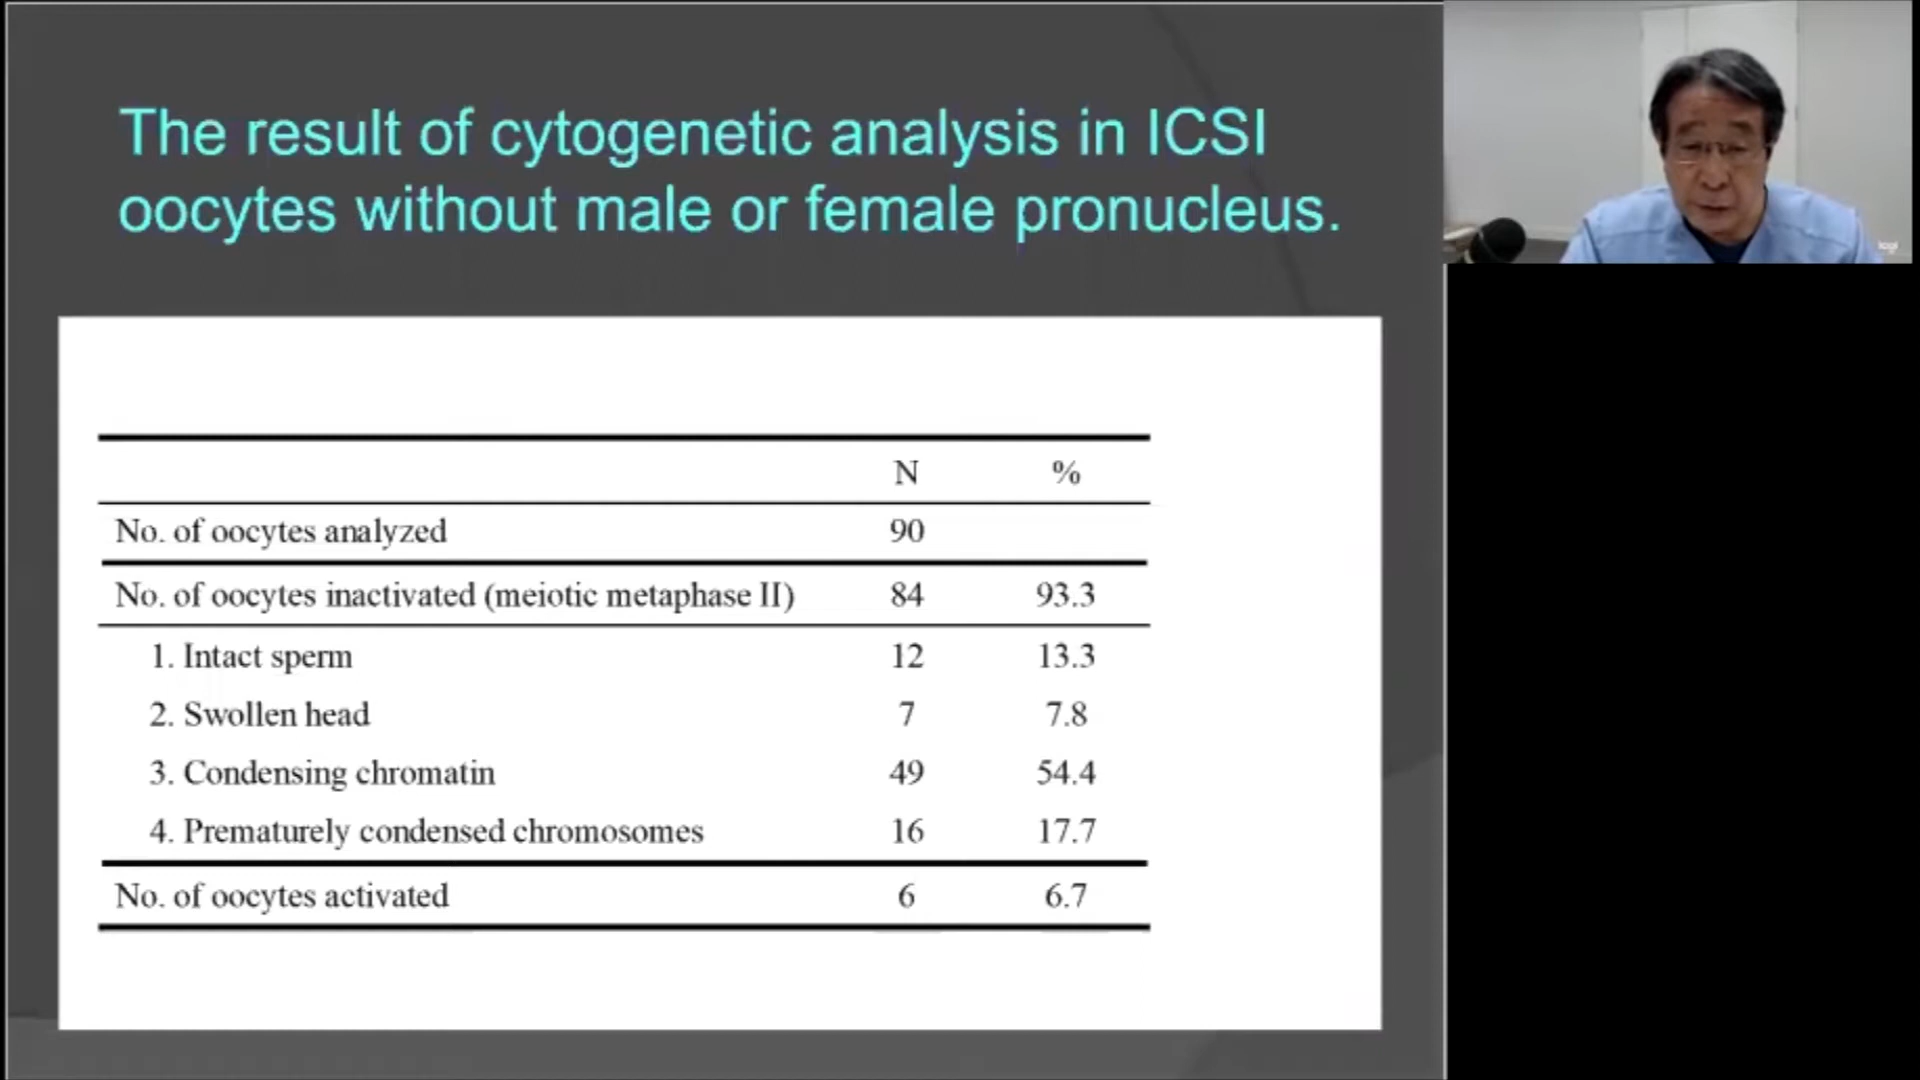 The result of cytogenetic analysis in ICSI
oocytes without male or female pronucleus.
N %
No. of oocytes analyzed 90
No. of oocytes inactivated (meiotic metaphase II) 84 93.3
1. Intact sperm 12 13.3
2. Swollen head 7 7.8
3. Condensing chromatin 49 54.4
4. Prematurely condensed chromosomes 16 17.7
No. of oocytes activated 6 6.7
logi